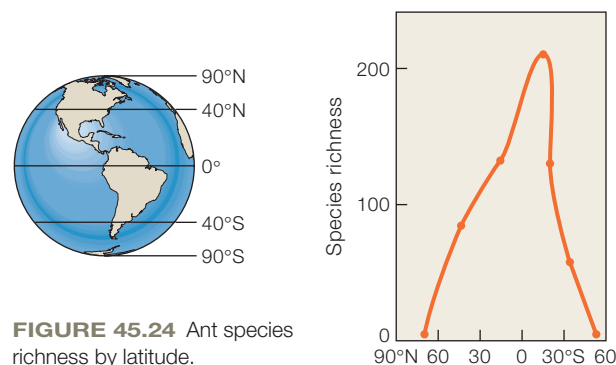 90°N
40°N
0°
40°S
90°S
FIGURE 45.24 Ant species
richness by latitude.
Species richness
200
100
0
90°N 60 30 0 30°S 60